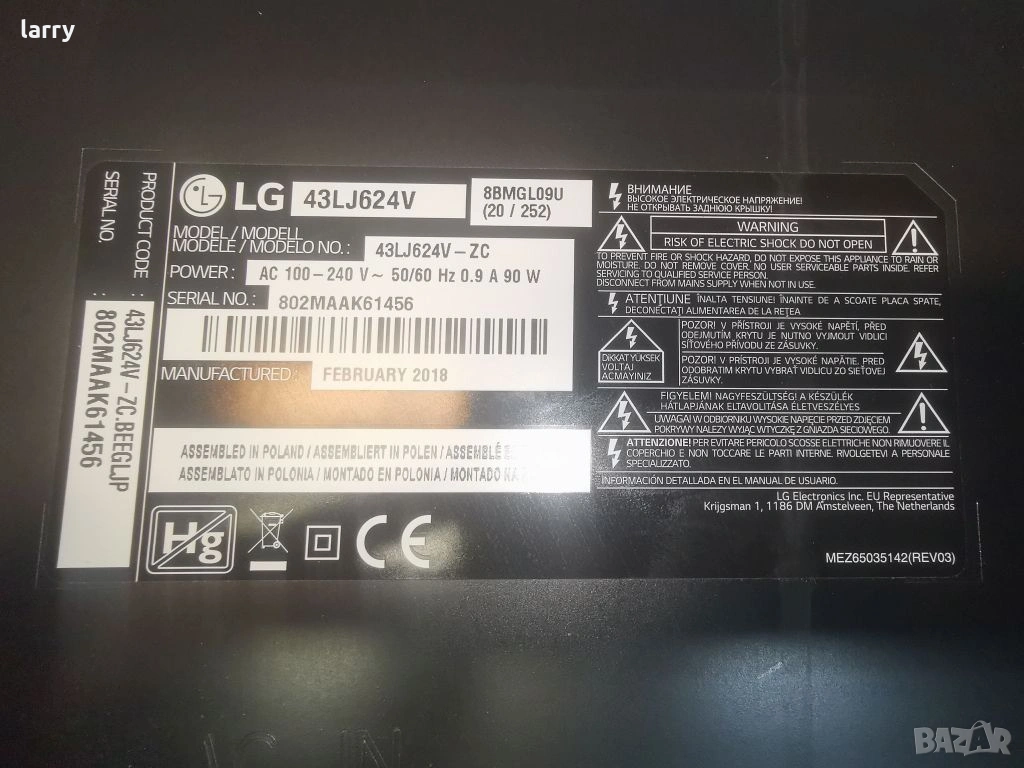 larry
LG 43LJ624V
8BMGL09U
(20 / 252)
MODEL / MODELL
MODÈLE / MODELO NO. : 43LJ624V-ZC
POWER : AC 100-240 V~ 50/60 Hz 0.9 A 90 W
SERIAL NO. : 802MAAK61456
MANUFACTURED : FEBRUARY 2018
ASSEMBLED IN POLAND / ASSEMBLIERT IN POLEN / ASSEMBLÉ
ASSEMBLATO IN POLONIA / MONTADO EN POLONIA / MONTADO NA
Hg
CE
PRODUCT CODE : 43LJ624V-ZC.BEEGLJP
SERIAL NO. : 802MAAK61456
ВНИМАНИЕ
ВЫСОКОЕ ЭЛЕКТРИЧЕСКОЕ НАПРЯЖЕНИЕ!
НЕ ОТКРЫВАТЬ ЗАДНЮЮ КРЫШКУ!
WARNING
RISK OF ELECTRIC SHOCK DO NOT OPEN
TO PREVENT FIRE OR SHOCK HAZARD, DO NOT EXPOSE THIS APPLIANCE TO RAIN OR
MOISTURE. DO NOT REMOVE COVER. NO USER SERVICEABLE PARTS INSIDE. REFER
SERVICING TO QUALIFIED SERVICE PERSON.
DISCONNECT FROM MAINS SUPPLY WHEN NOT IN USE.
ATENŢIUNE ÎNALTA TENSIUNE! ÎNAINTE DE A SCOATE PLACA SPATE,
DECONECTAŢI ALIMENTAREA DE LA REŢEA
DİKKAT YÜKSEK
VOLTAJ
AÇMAYINIZ
POZOR! V PŘÍSTROJI JE VYSOKÉ NAPĚTÍ, PŘED
ODEJMUTÍM KRYTU JE NUTNO VYJMOUT VIDLICI
SÍŤOVÉHO PŘÍVODU ZE ZÁSUVKY.
POZOR! V PRÍSTROJI JE VYSOKÉ NAPÄTIE. PRED
ODOBRATIM KRYTU VYBRAŤ VIDLICU ZO SIEŤOVEJ
ZÁSUVKY.
FIGYELEM! NAGYFESZÜLTSÉG! A KÉSZÜLÉK
HÁTLAPJÁNAK ELTÁVOLÍTÁSA ÉLETVESZÉLYES
UWAGA! W ODBIORNIKU WYSOKIE NAPIĘCIE PRZED ZDJĘCIEM
POKRYWY NALEŻY WYJĄĆ WTYCZKĘ Z GNIAZDA SIECIOWEGO.
ATTENZIONE! PER EVITARE PERICOLO SCOSSE ELETTRICHE NON RIMUOVERE IL
COPERCHIO E NON TOCCARE LE PARTI INTERNE. RIVOLGETEVI A PERSONALE
SPECIALIZZATO.
INFORMACIÓN DETALLADA EN EL MANUAL DE USUARIO.
LG Electronics Inc. EU Representative
Krijgsman 1, 1186 DM Amstelveen, The Netherlands
MEZ65035142(REV03)
AC IN
BAZAR